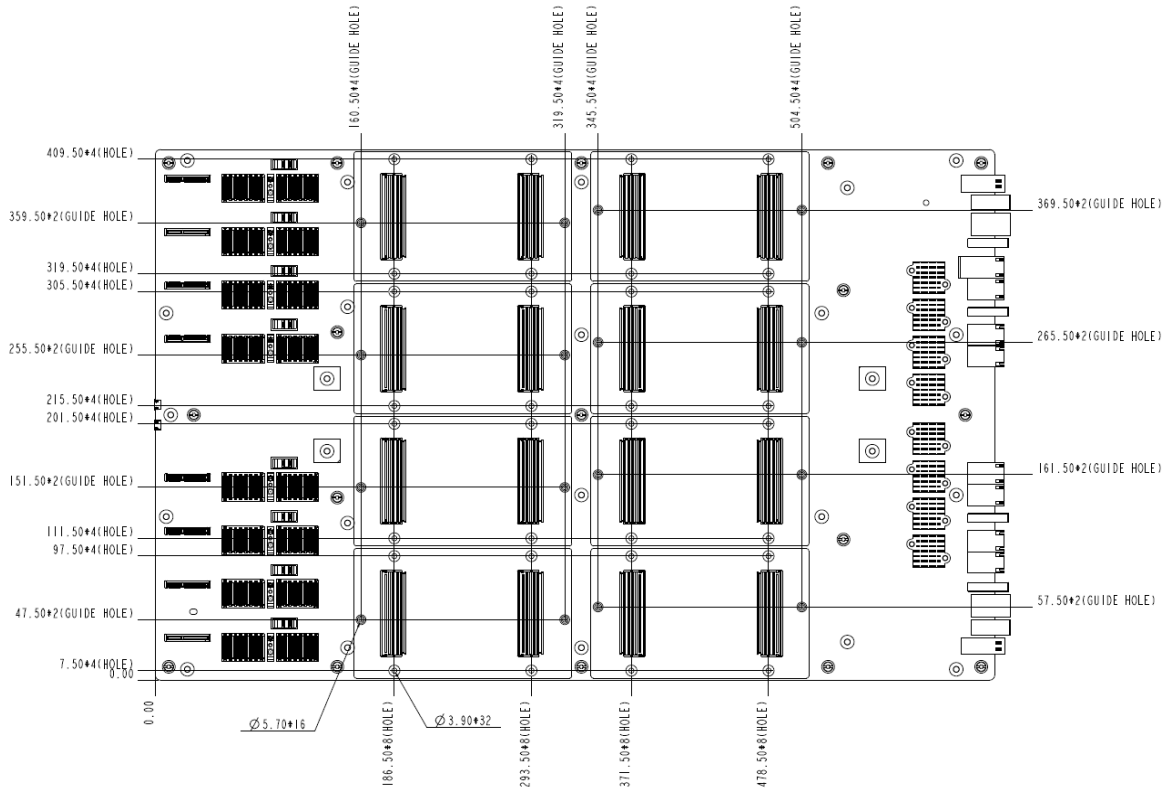 160.50*4(GUIDE HOLE)
319.50*4(GUIDE HOLE)
345.50*4(GUIDE HOLE)
504.50*4(GUIDE HOLE)
409.50*4(HOLE)
359.50*2(GUIDE HOLE)
369.50*2(GUIDE HOLE)
319.50*4(HOLE)
305.50*4(HOLE)
255.50*2(GUIDE HOLE)
265.50*2(GUIDE HOLE)
215.50*4(HOLE)
201.50*4(HOLE)
151.50*2(GUIDE HOLE)
161.50*2(GUIDE HOLE)
111.50*4(HOLE)
97.50*4(HOLE)
47.50*2(GUIDE HOLE)
57.50*2(GUIDE HOLE)
7.50*4(HOLE)
0.00
0.00
Ø5.70*16
Ø3.90*32
186.50*8(HOLE)
293.50*8(HOLE)
371.50*8(HOLE)
478.50*8(HOLE)